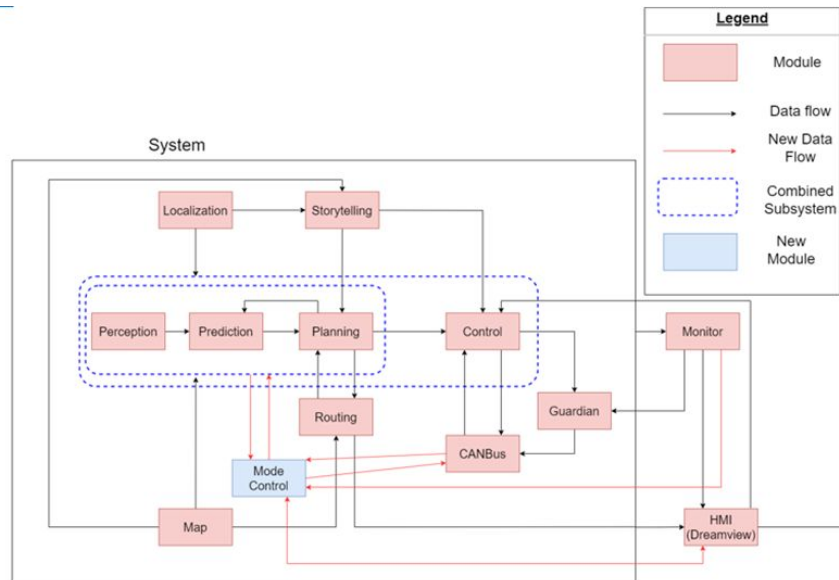 Legend
Module
Data flow
New Data
Flow
Combined
Subsystem
New
Module
System
Localization
Storytelling
Perception
Prediction
Planning
Control
Monitor
Routing
Guardian
CANBus
Mode
Control
Map
HMI
(Dreamview)